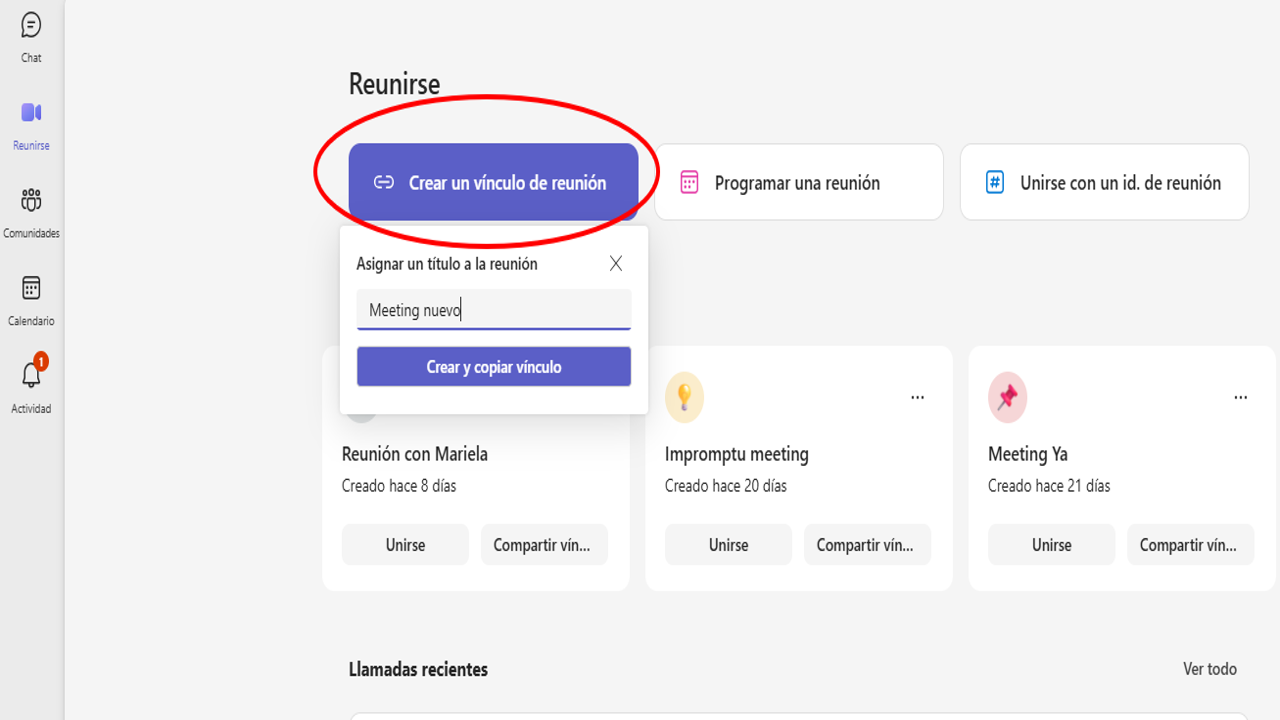 Chat
Reunirse
Comunidades
Calendario
1
Actividad
Reunirse
Crear un vínculo de reunión
Programar una reunión
#
Unirse con un id. de reunión
Asignar un título a la reunión
Meeting nuevo
Crear y copiar vínculo
Reunión con Mariela
Creado hace 8 días
Unirse
Compartir vín...
Impromptu meeting
Creado hace 20 días
Unirse
Compartir vín...
Meeting Ya
Creado hace 21 días
Unirse
Compartir vín...
Llamadas recientes
Ver todo